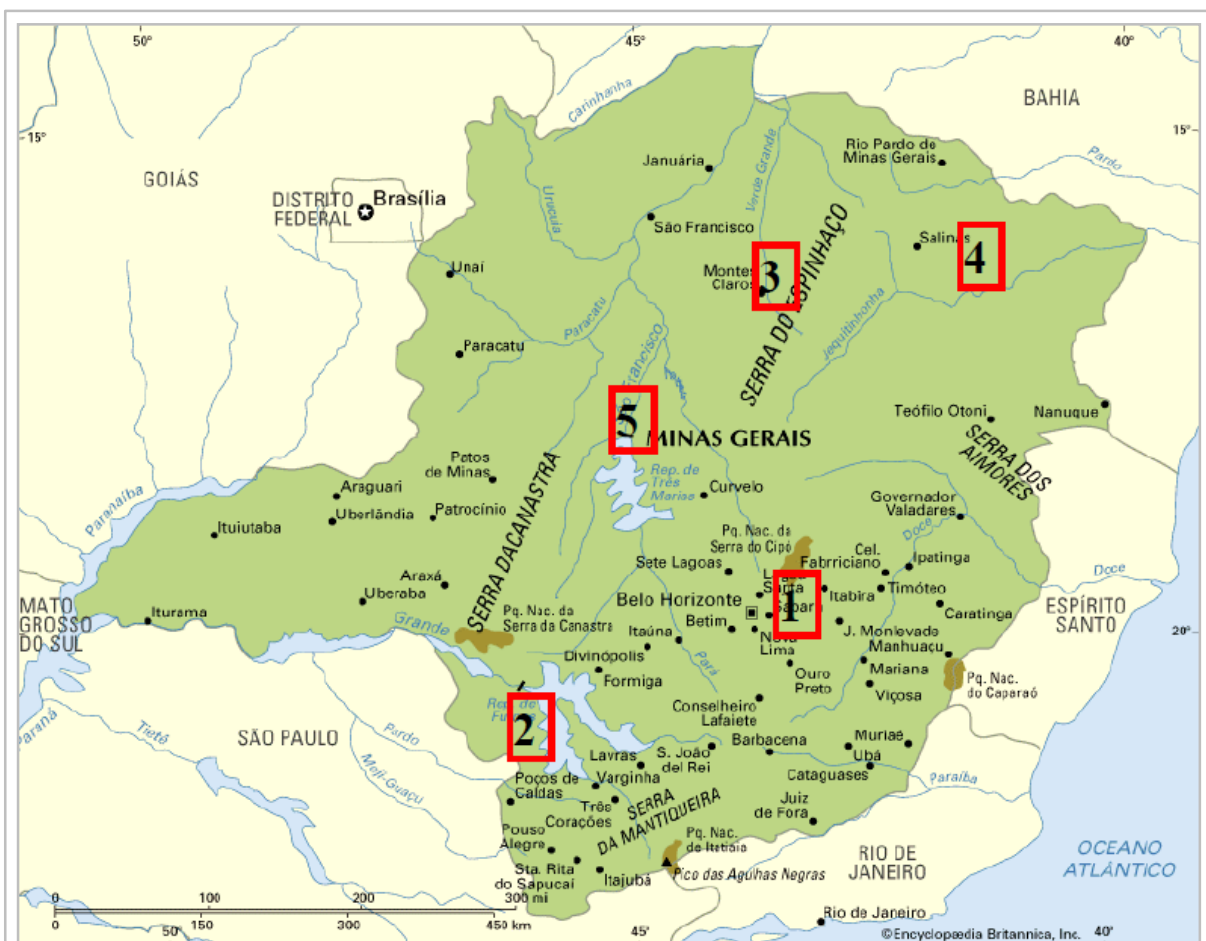 50°
45°
40°
BAHIA
15°
15°
Carinhanha
GOIÁS
DISTRITO
FEDERAL
Brasília
Urucuia
Januária
Verde Grande
Rio Pardo de
Minas Gerais
Pardo
São Francisco
Salinas
4
Unaí
Montes
Claros
3
SERRA DO ESPINHAÇO
Paracatu
Paracatu
Jequitinhonha
Francisco
5
MINAS GERAIS
Teófilo Otoni
Nanuque
SERRA DOS
AIMORES
Patos
de Minas
Rep. de
Três
Marias
Curvelo
Paranaíba
Araguari
Uberlândia
Patrocínio
Ituiutaba
SERRA DACANASTRA
Governador
Valadares
Doce
Pq. Nac. da
Serra do Cipó
Sete Lagoas
Cel.
Fabrriciano
Ipatinga
Doce
Araxá
Uberaba
Santa
Itabira
Timóteo
Caratinga
Belo Horizonte
1
MATO
GROSSO
DO SUL
Iturama
Grande
Pq. Nac. da
Serra da Canastra
Itaúna
Betim
Nova
Lima
J. Monlevade
Manhuaçu
ESPÍRITO
SANTO
20°
Divinópolis
Formiga
Pará
Ouro
Preto
Mariana
Viçosa
Pq. Nac.
do Caparaó
Conselheiro
Lafaiete
2
Rep. de
Paraná
Tietê
SÃO PAULO
Pardo
Moji-Guaçu
Lavras
S. João
del Rei
Barbacena
Muriaé
Ubá
Cataguases
Paraíba
Poços de
Caldas
Varginha
Três
Corações
SERRA
DA MANTIQUEIRA
Juiz
de Fora
Pouso
Alegre
Pq. Nac.
de Itatiaia
Sta. Rita
do Sapucaí
Itajubá
Pico das Agulhas Negras
RIO DE
JANEIRO
OCEANO
ATLÂNTICO
0 100 200 300 mi
0 150 300 450 km
Rio de Janeiro
50°
45°
©Encyclopædia Britannica, Inc.
40°